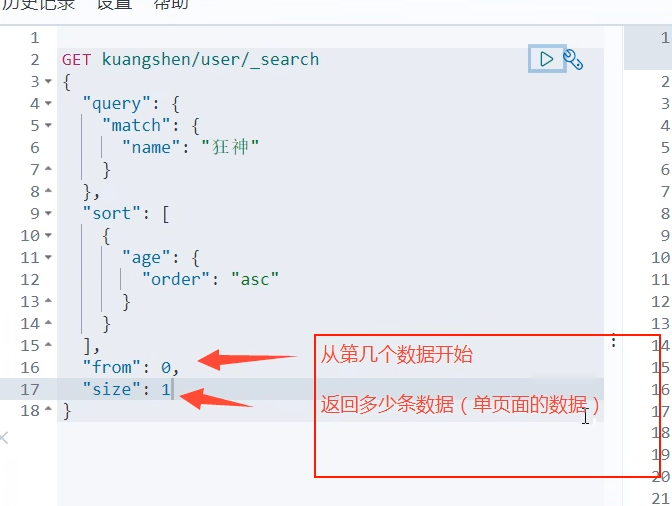 历史记录 设置 帮助
1
2 GET kuangshen/user/_search
3 {
4 "query": {
5 "match": {
6 "name": "狂神"
7 }
8 },
9 "sort": [
10 {
11 "age": {
12 "order": "asc"
13 }
14 }
15 ],
16 "from": 0,
17 "size": 1
18 }
从第几个数据开始
返回多少条数据（单页面的数据）
1
2
3
4
5
6
7
8
9
10
11
12
13
14
15
16
17
18
19
20
21